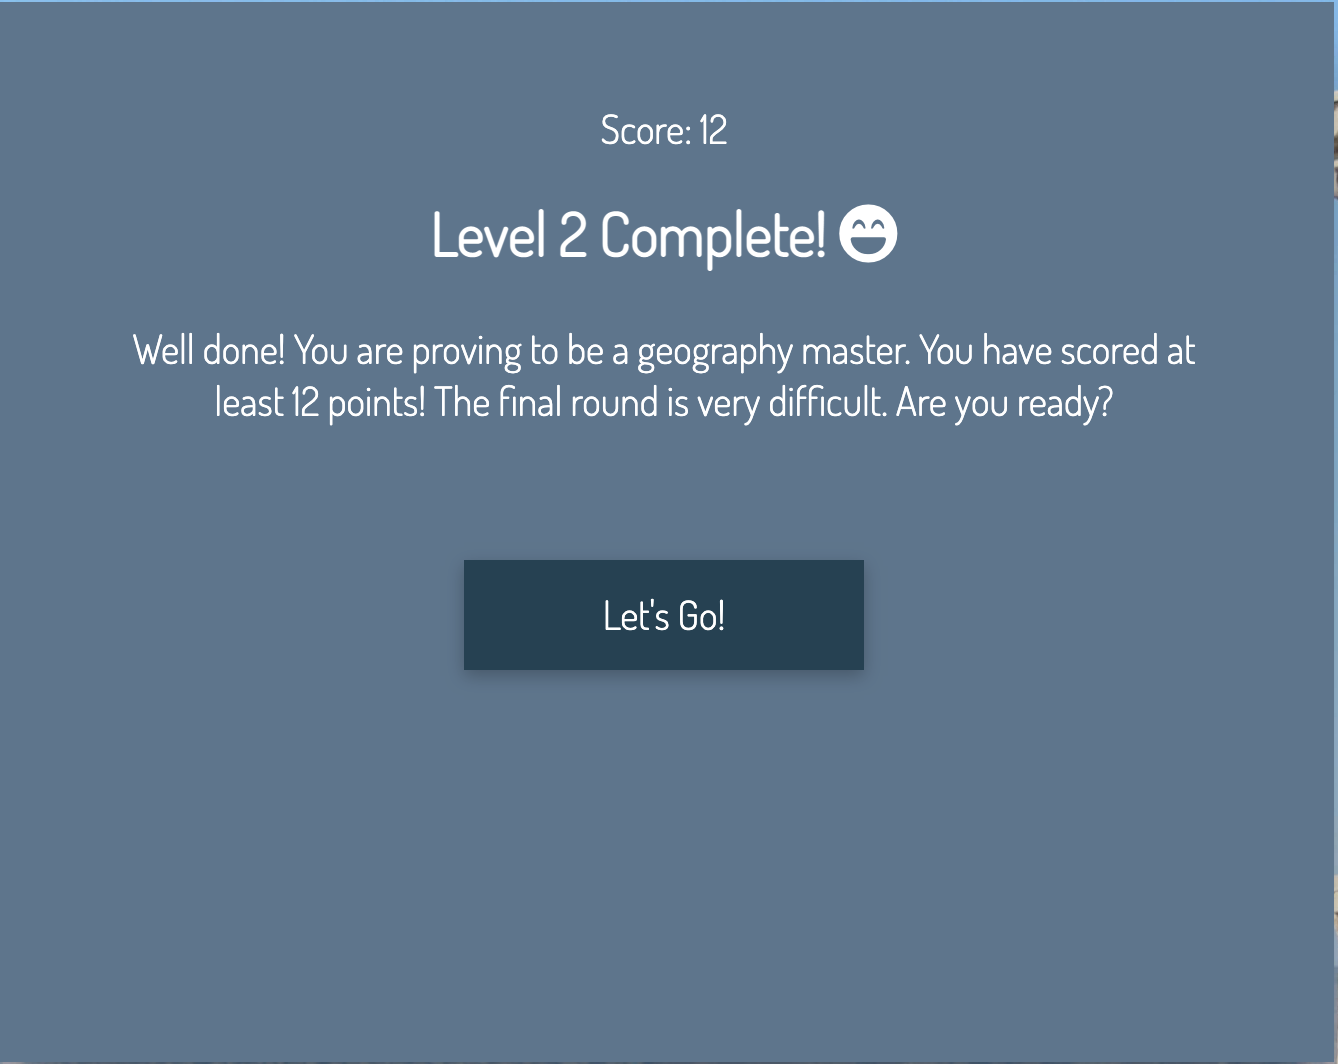 Score: 12
Level 2 Complete!
Well done! You are proving to be a geography master. You have scored at
least 12 points! The final round is very difficult. Are you ready?
Let's Go!